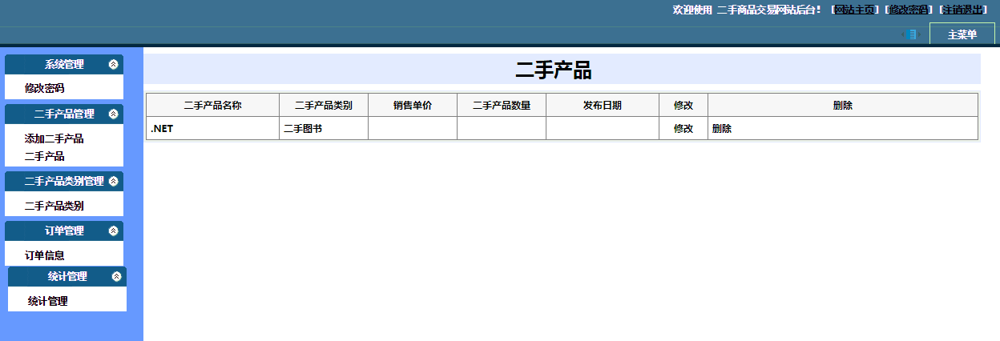 欢迎使用 二手商品交易网站后台! [网站主页] [修改密码] [注销退出]
主菜单
系统管理
修改密码
二手产品管理
添加二手产品
二手产品
二手产品类别管理
二手产品类别
订单管理
订单信息
统计管理
统计管理
二手产品
二手产品名称 二手产品类别 销售单价 二手产品数量 发布日期 修改 删除
.NET 二手图书 修改 删除